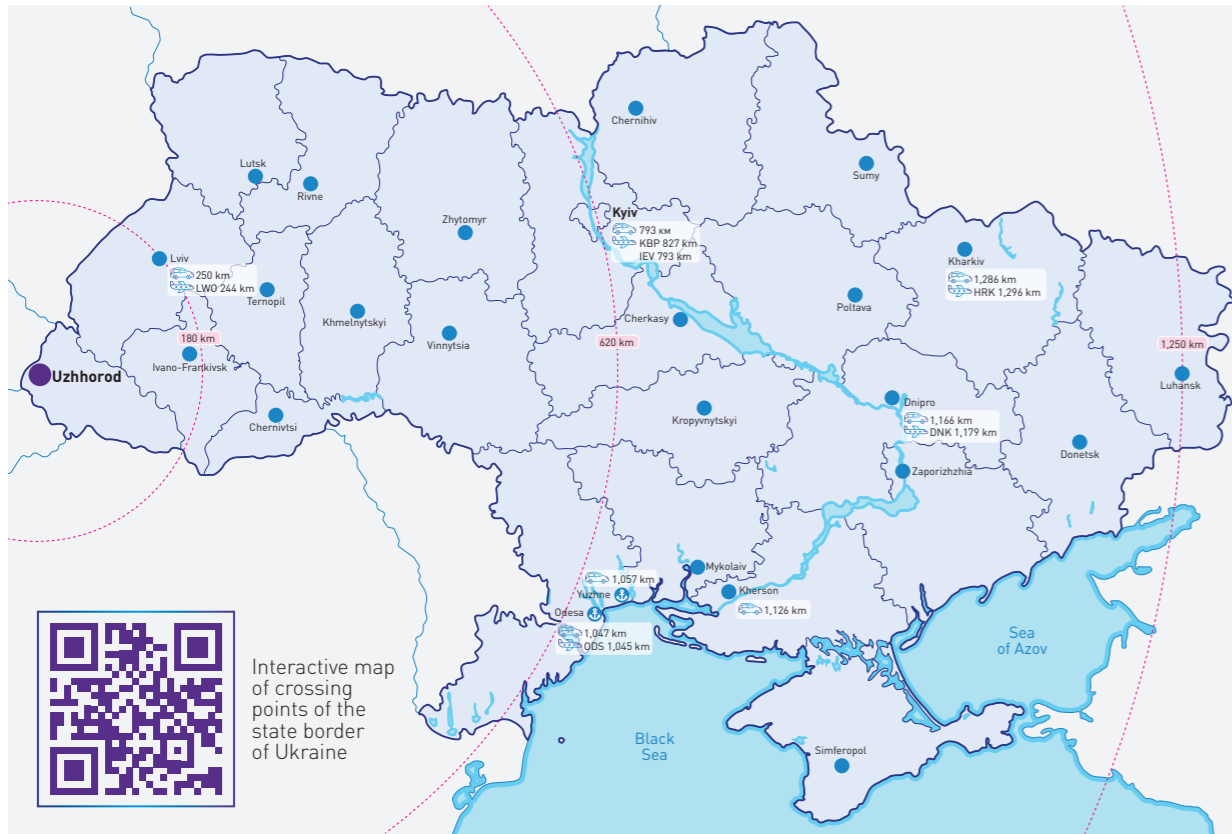 Chernihiv
Sumy
Lutsk
Rivne
Kyiv
793 км
KBP 827 km
IEV 793 km
Zhytomyr
Kharkiv
1,286 km
HRK 1,296 km
Lviv
250 km
LWO 244 km
Ternopil
Khmelnytskyi
Poltava
Cherkasy
180 km
Vinnytsia
620 km
1,250 km
Ivano-Frankivsk
Uzhhorod
Luhansk
Dnipro
1,166 km
DNK 1,179 km
Chernivtsi
Kropyvnytskyi
Donetsk
Zaporizhzhia
Mykolaiv
1,057 km
Yuzhne
Kherson
1,126 km
Odesa
1,047 km
ODS 1,045 km
Sea
of Azov
Interactive map
of crossing
points of the
state border
of Ukraine
Black
Sea
Simferopol